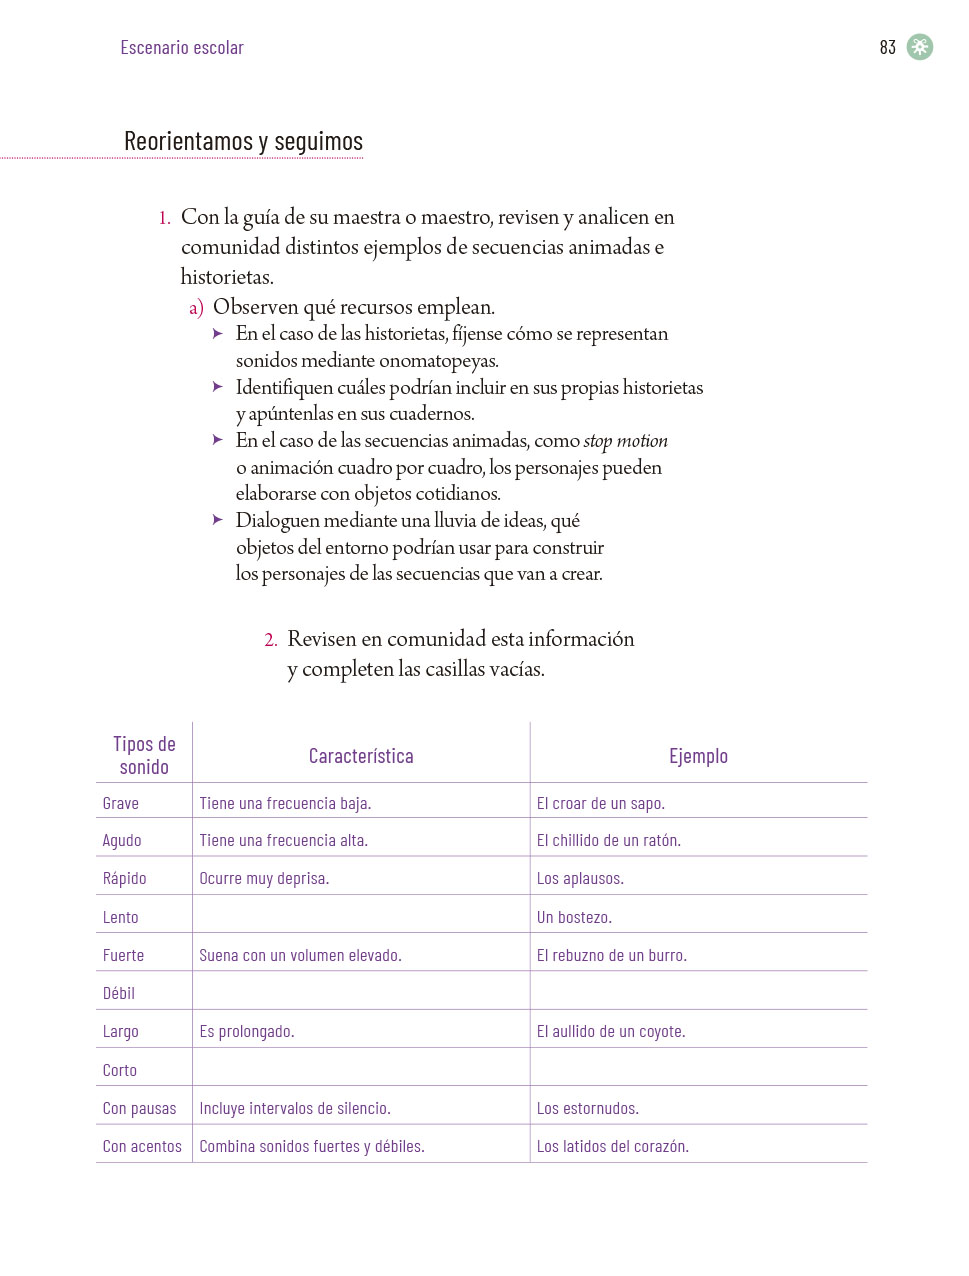 Escenario escolar
83
Reorientamos y seguimos
1. Con la guía de su maestra o maestro, revisen y analicen en
comunidad distintos ejemplos de secuencias animadas e
historietas.
a) Observen qué recursos emplean.
➤ En el caso de las historietas, fíjense cómo se representan
sonidos mediante onomatopeyas.
➤ Identifiquen cuáles podrían incluir en sus propias historietas
y apúntenlas en sus cuadernos.
➤ En el caso de las secuencias animadas, como stop motion
o animación cuadro por cuadro, los personajes pueden
elaborarse con objetos cotidianos.
➤ Dialoguen mediante una lluvia de ideas, qué
objetos del entorno podrían usar para construir
los personajes de las secuencias que van a crear.
2. Revisen en comunidad esta información
y completen las casillas vacías.
Tipos de
sonido
Característica
Ejemplo
Grave Tiene una frecuencia baja. El croar de un sapo.
Agudo Tiene una frecuencia alta. El chillido de un ratón.
Rápido Ocurre muy deprisa. Los aplausos.
Lento Un bostezo.
Fuerte Suena con un volumen elevado. El rebuzno de un burro.
Débil
Largo Es prolongado. El aullido de un coyote.
Corto
Con pausas Incluye intervalos de silencio. Los estornudos.
Con acentos Combina sonidos fuertes y débiles. Los latidos del corazón.